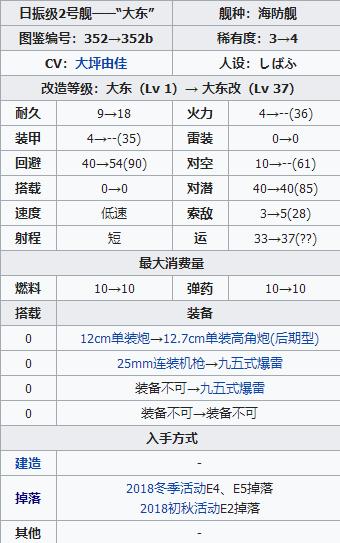 日振级2号舰——“大东” 舰种：海防舰
图鉴编号：352→352b 稀有度：3→4
CV：大坪由佳 人设：しばふ
改造等级：大东（Lv 1）→ 大东改（Lv 37）
耐久 9→18 火力 4→--(36)
装甲 4→--(35) 雷装 0→0
回避 40→54(90) 对空 10→--(61)
搭载 0→0 对潜 40→40(85)
速度 低速 索敌 3→5(28)
射程 短 运 33→37(??)
最大消费量
燃料 10→10 弹药 10→10
搭载 装备
0 12cm单装炮→12.7cm单装高角炮(后期型)
0 25mm连装机枪→九五式爆雷
0 装备不可→九五式爆雷
0 装备不可→装备不可
入手方式
建造 -
掉落 2018冬季活动E4、E5掉落
2018初秋活动E2掉落
其他 -